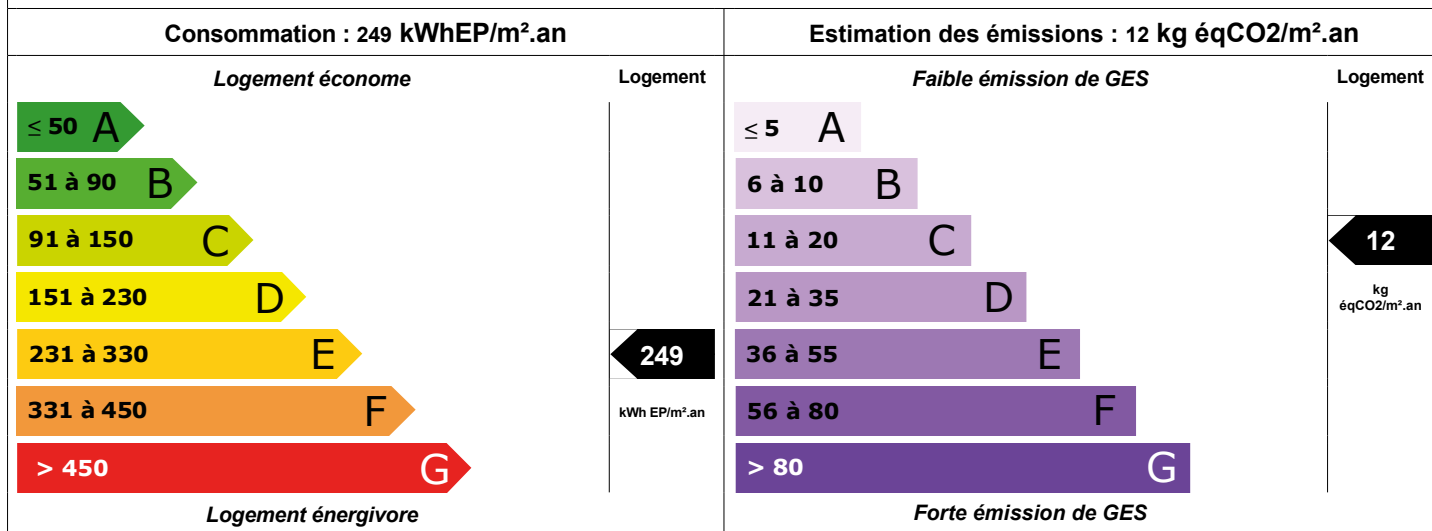 Consommation : 249 kWhEP/m².an
Logement économe
Logement
≤ 50 A
51 à 90 B
91 à 150 C
151 à 230 D
231 à 330 E
249
331 à 450 F
kWh EP/m².an
> 450 G
Logement énergivore
Estimation des émissions : 12 kg éqCO2/m².an
Faible émission de GES
Logement
≤ 5 A
6 à 10 B
11 à 20 C
12
21 à 35 D
kg
éqCO2/m².an
36 à 55 E
56 à 80 F
> 80 G
Forte émission de GES